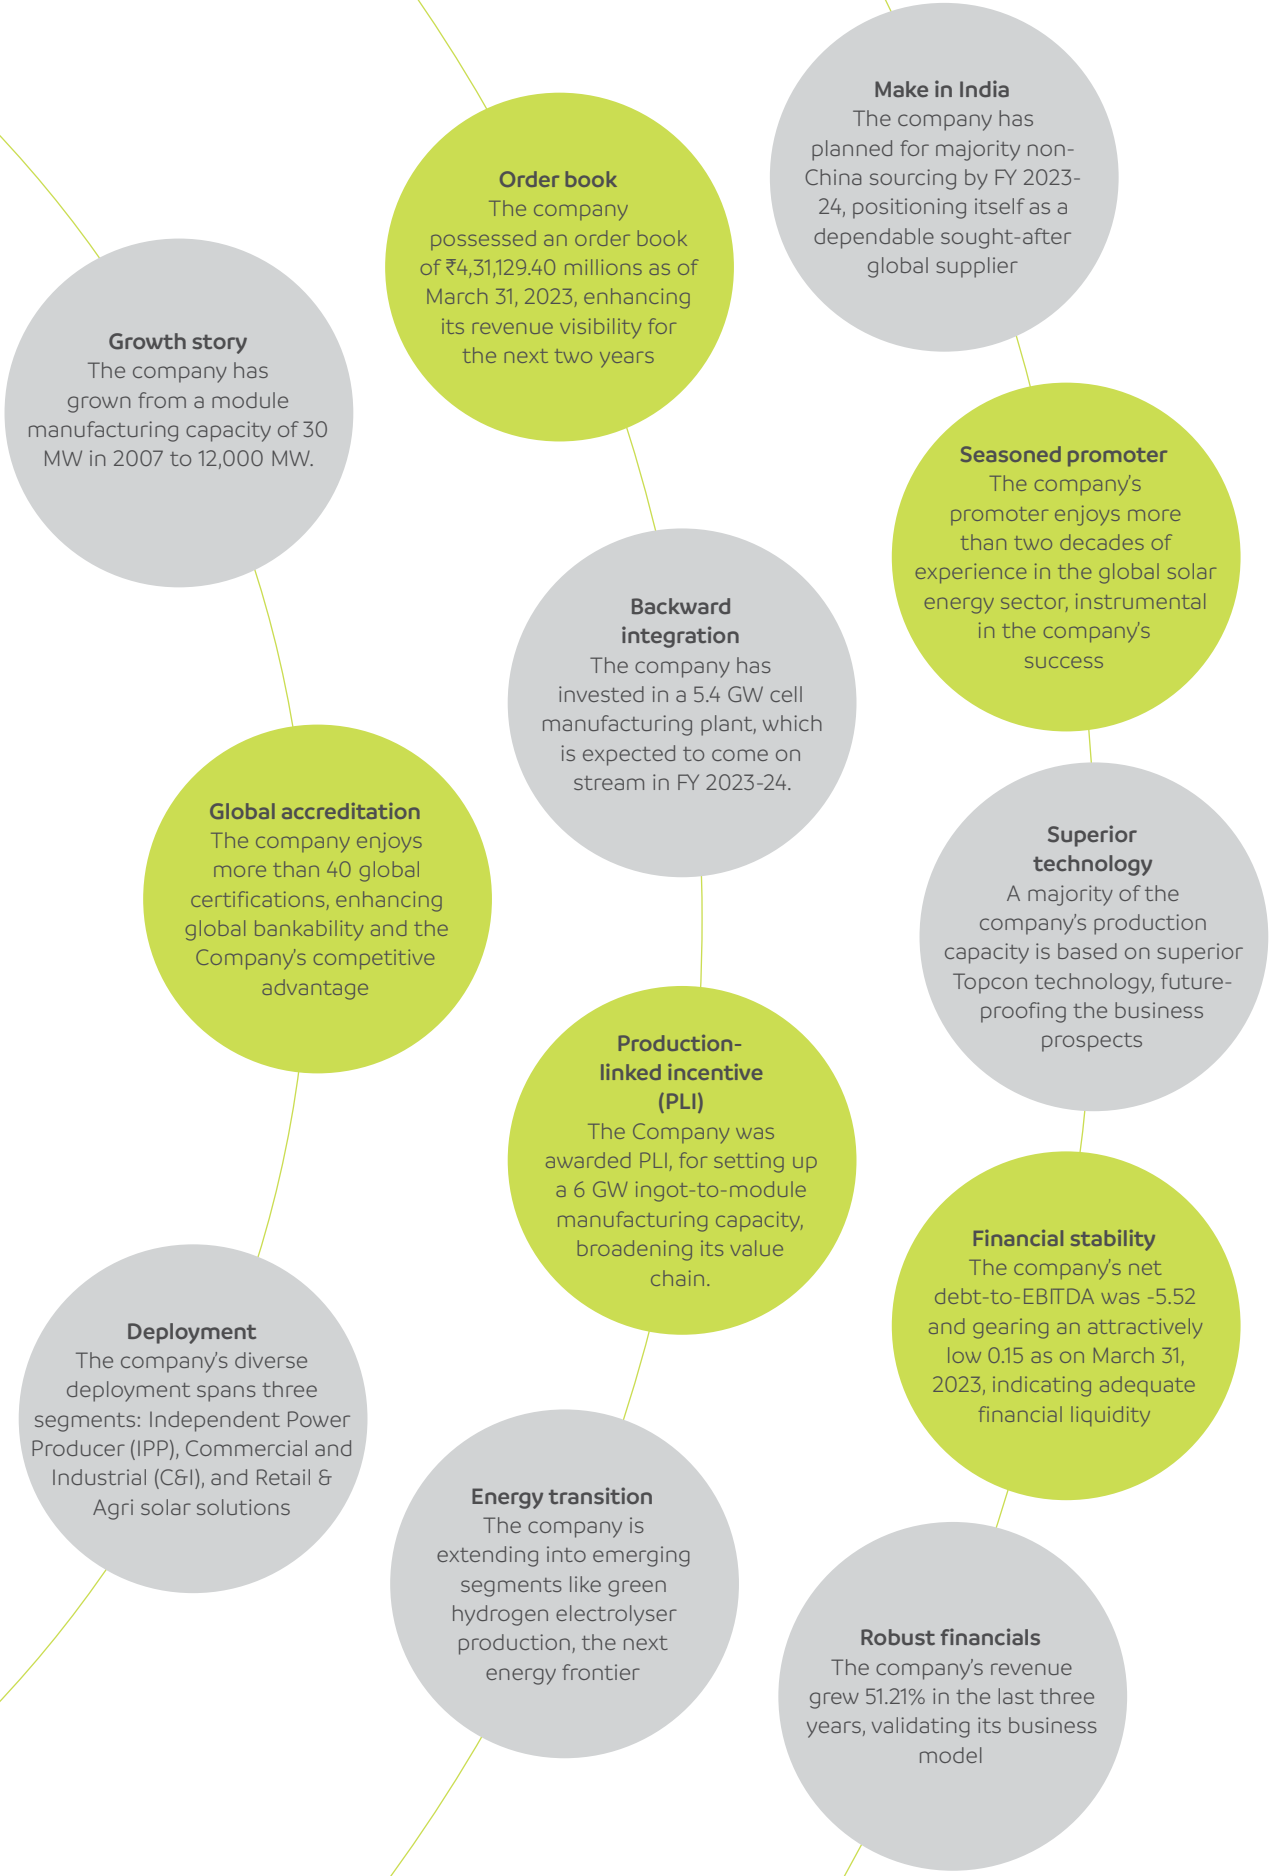 Growth story
The company has
grown from a module
manufacturing capacity of 30
MW in 2007 to 12,000 MW.
Global accreditation
The company enjoys
more than 40 global
certifications, enhancing
global bankability and the
Company's competitive
advantage
Deployment
The company's diverse
deployment spans three
segments: Independent Power
Producer (IPP), Commercial and
Industrial (C&I), and Retail &
Agri solar solutions
Order book
The company
possessed an order book
of ₹4,31,129.40 millions as of
March 31, 2023, enhancing
its revenue visibility for
the next two years
Backward
integration
The company has
invested in a 5.4 GW cell
manufacturing plant, which
is expected to come on
stream in FY 2023-24.
Production-
linked incentive
(PLI)
The Company was
awarded PLI, for setting up
a 6 GW ingot-to-module
manufacturing capacity,
broadening its value
chain.
Energy transition
The company is
extending into emerging
segments like green
hydrogen electrolyser
production, the next
energy frontier
Make in India
The company has
planned for majority non-
China sourcing by FY 2023-
24, positioning itself as a
dependable sought-after
global supplier
Seasoned promoter
The company's
promoter enjoys more
than two decades of
experience in the global solar
energy sector, instrumental
in the company's
success
Superior
technology
A majority of the
company's production
capacity is based on superior
Topcon technology, future-
proofing the business
prospects
Financial stability
The company's net
debt-to-EBITDA was -5.52
and gearing an attractively
low 0.15 as on March 31,
2023, indicating adequate
financial liquidity
Robust financials
The company's revenue
grew 51.21% in the last three
years, validating its business
model